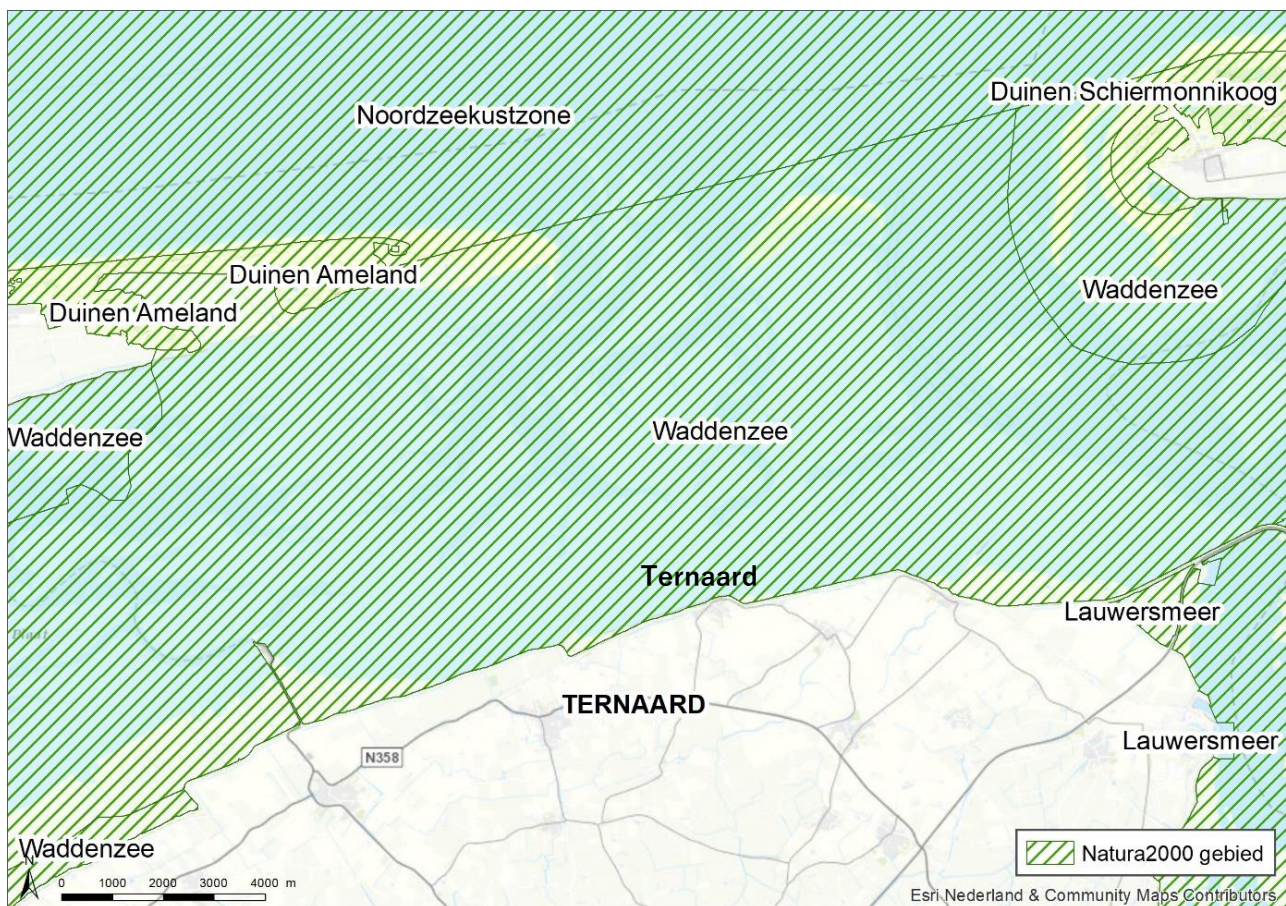 Duinen Schiermonnikoog
Noordzeekustzone
Duinen Ameland
Waddenzee
Duinen Ameland
Waddenzee
Waddenzee
Ternaard
Lauwersmeer
Plaat
TERNAARD
Lauwersmeer
N358
Waddenzee
Natura2000 gebied
N
0 1000 2000 3000 4000 m
Esri Nederland & Community Maps Contributors